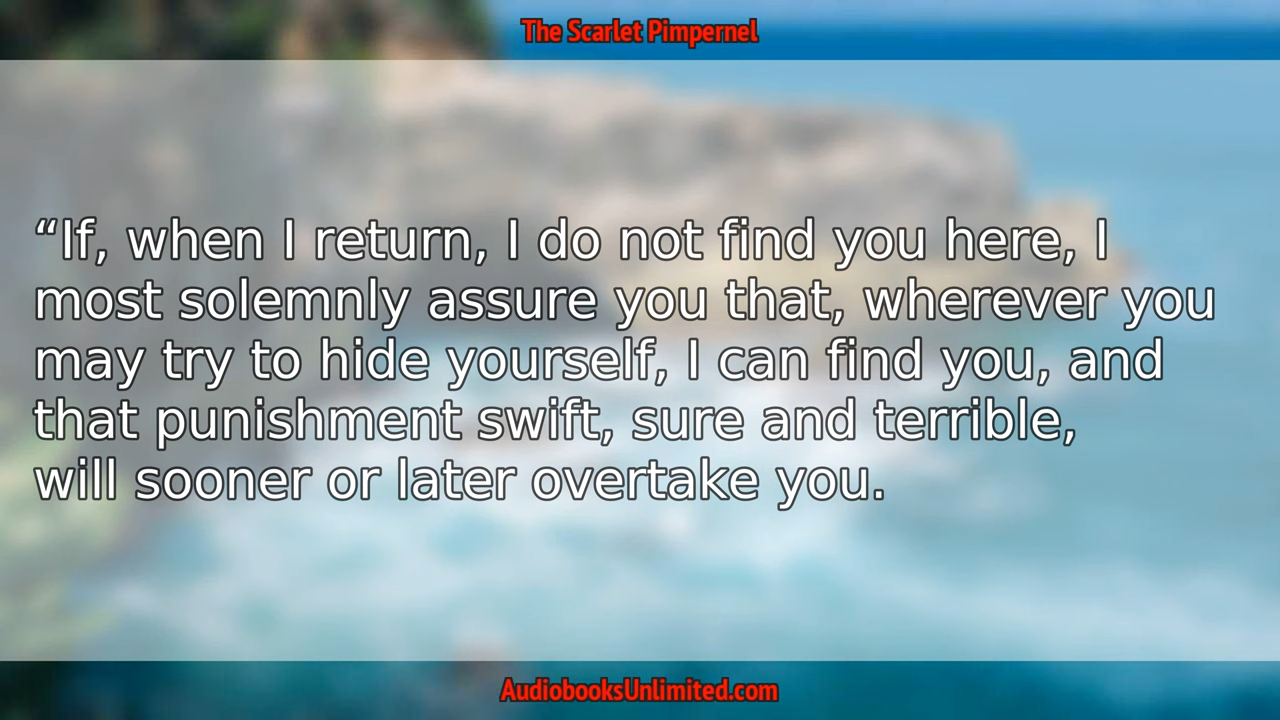 The Scarlet Pimpernel
“If, when I return, I do not find you here, I
most solemnly assure you that, wherever you
may try to hide yourself, I can find you, and
that punishment swift, sure and terrible,
will sooner or later overtake you.
AudiobooksUnlimited.com